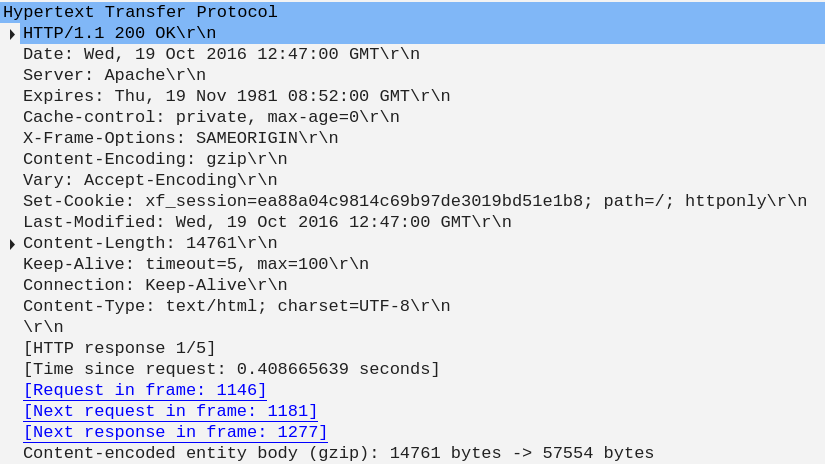 Hypertext Transfer Protocol
HTTP/1.1 200 OK\r\n
Date: Wed, 19 Oct 2016 12:47:00 GMT\r\n
Server: Apache\r\n
Expires: Thu, 19 Nov 1981 08:52:00 GMT\r\n
Cache-control: private, max-age=0\r\n
X-Frame-Options: SAMEORIGIN\r\n
Content-Encoding: gzip\r\n
Vary: Accept-Encoding\r\n
Set-Cookie: xf_session=ea88a04c9814c69b97de3019bd51e1b8; path=/; httponly\r\n
Last-Modified: Wed, 19 Oct 2016 12:47:00 GMT\r\n
Content-Length: 14761\r\n
Keep-Alive: timeout=5, max=100\r\n
Connection: Keep-Alive\r\n
Content-Type: text/html; charset=UTF-8\r\n
\r\n
[HTTP response 1/5]
[Time since request: 0.408665639 seconds]
[Request in frame: 1146]
[Next request in frame: 1181]
[Next response in frame: 1277]
Content-encoded entity body (gzip): 14761 bytes -> 57554 bytes